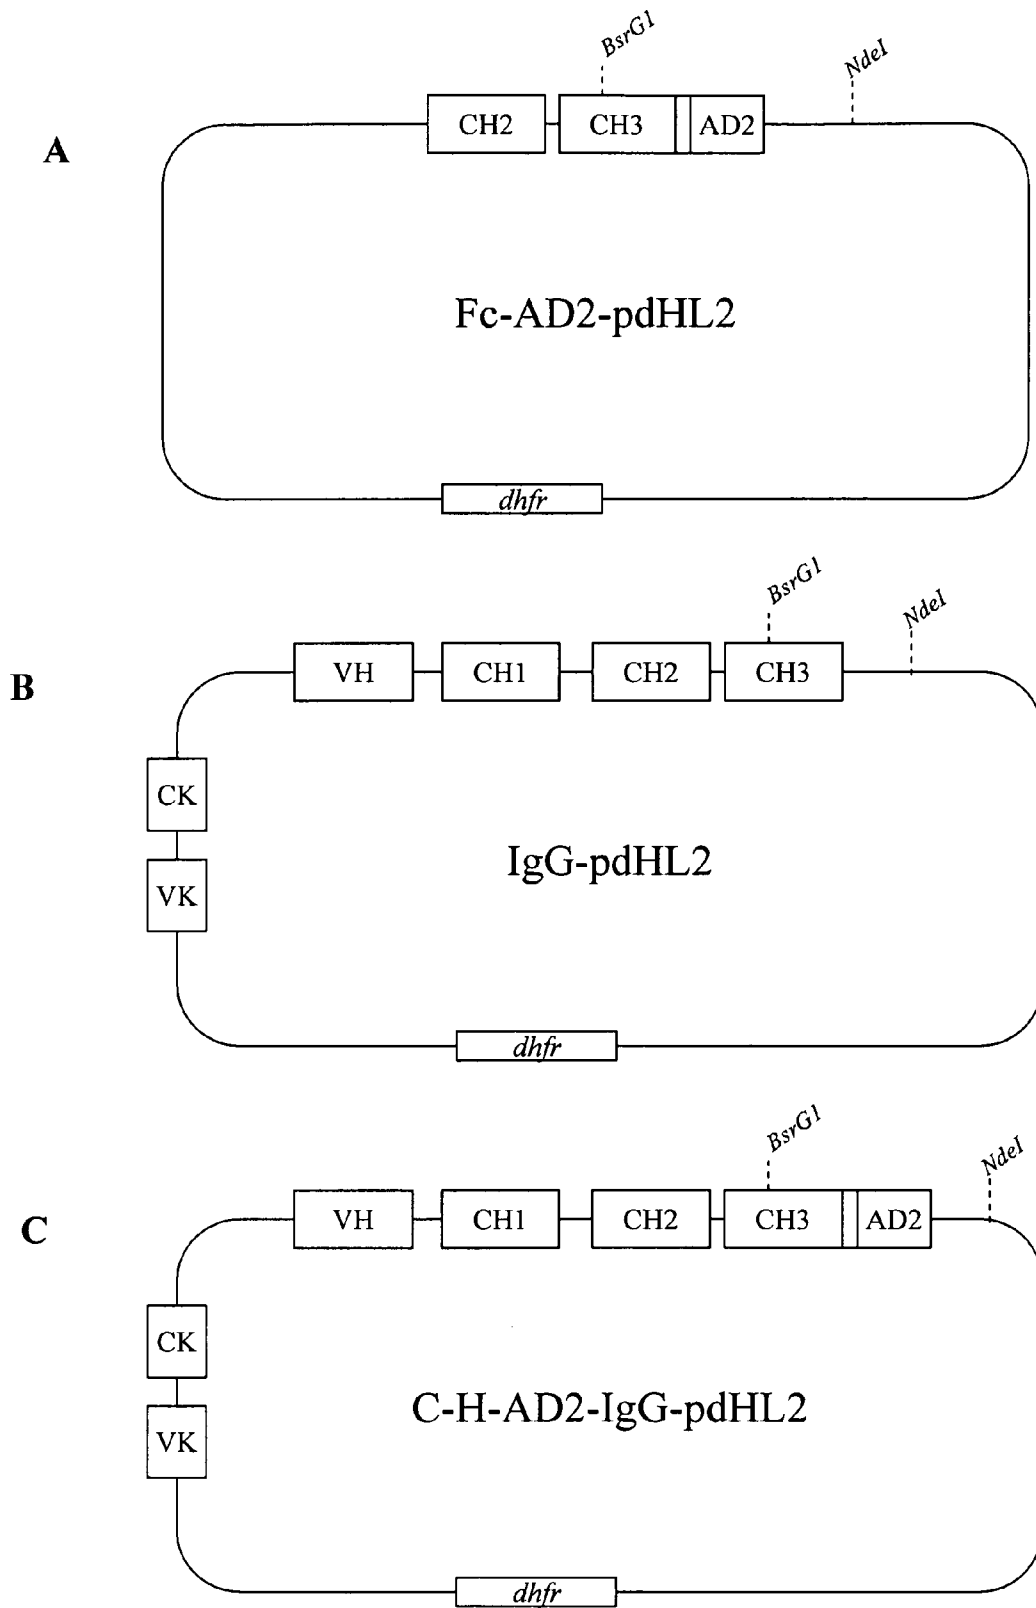 A
BsrG1
NdeI
CH2 CH3 AD2
Fc-AD2-pdHL2
dhfr
B
BsrG1
NdeI
VH CH1 CH2 CH3
CK
VK
IgG-pdHL2
dhfr
C
BsrG1
NdeI
VH CH1 CH2 CH3 AD2
CK
VK
C-H-AD2-IgG-pdHL2
dhfr